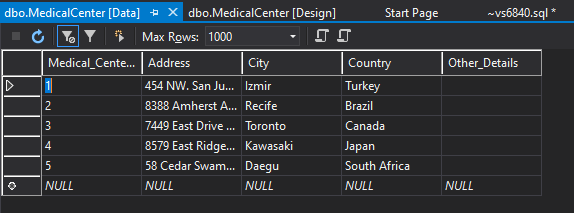 dbo.MedicalCenter [Data] dbo.MedicalCenter [Design] Start Page ~vs6840.sql *
Max Rows: 1000
Medical_Cente... Address City Country Other_Details
1 454 NW. San Ju... Izmir Turkey
2 8388 Amherst A... Recife Brazil
3 7449 East Drive ... Toronto Canada
4 8579 East Ridge... Kawasaki Japan
5 58 Cedar Swam... Daegu South Africa
NULL NULL NULL NULL NULL